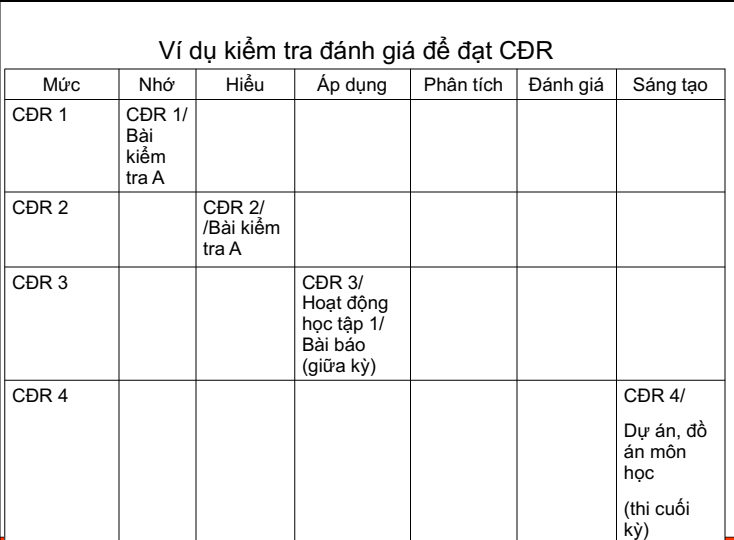 Ví dụ kiểm tra đánh giá để đạt CĐR
Mức Nhớ Hiểu Áp dụng Phân tích Đánh giá Sáng tạo
CĐR 1
CĐR 1/
Bài
kiểm
tra A
CĐR 2
CĐR 2/
/Bài kiểm
tra A
CĐR 3
CĐR 3/
Hoạt động
học tập 1/
Bài báo
(giữa kỳ)
CĐR 4
CĐR 4/
Dự án, đồ
án môn
học
(thi cuối
kỳ)